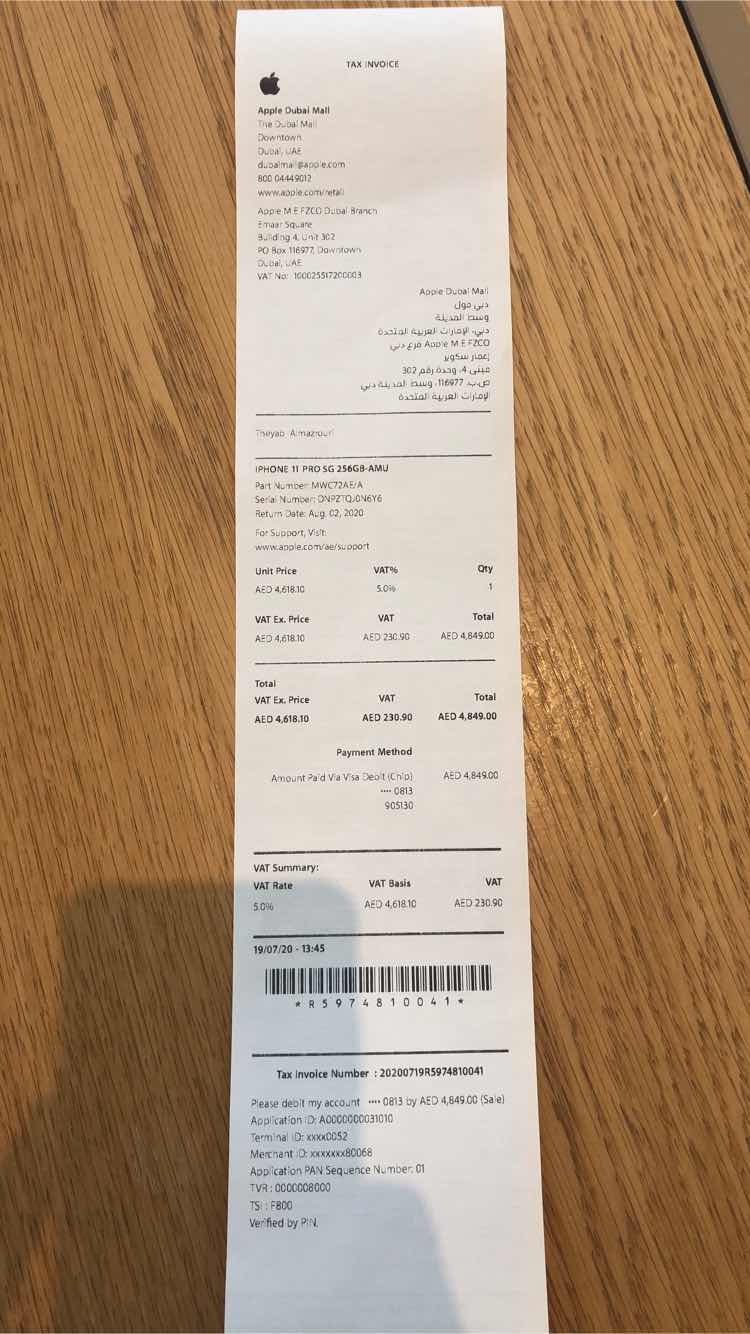 TAX INVOICE
Apple Dubai Mall
The Dubai Mall
Downtown
Dubai, UAE
dubaimall@apple.com
800 04449012
www.apple.com/retail
Apple M E FZCO Dubai Branch
Emaar Square
Building 4, Unit 302
PO Box 116977, Downtown
Dubai, UAE
VAT No: 100025517200003
Apple Dubai Mall
دبي مول
وسط المدينة
دبي، الإمارات العربية المتحدة
Apple M E FZCO فرع دبي
إعمار سكوير
مبنى 4، وحدة رقم 302
ص.ب. 116977، وسط المدينة دبي
الإمارات العربية المتحدة
Theyab Almazrouri
IPHONE 11 PRO SG 256GB-AMU
Part Number: MWC72AE/A
Serial Number: DNPZTQJ0N6Y6
Return Date: Aug. 02, 2020
For Support, Visit:
www.apple.com/ae/support
Unit Price VAT% Qty
AED 4,618.10 5.0% 1
VAT Ex. Price VAT Total
AED 4,618.10 AED 230.90 AED 4,849.00
Total
VAT Ex. Price VAT Total
AED 4,618.10 AED 230.90 AED 4,849.00
Payment Method
Amount Paid Via Visa Debit (Chip) AED 4,849.00
•••• 0813
905130
VAT Summary:
VAT Rate VAT Basis VAT
5.0% AED 4,618.10 AED 230.90
19/07/20 - 13:45
* R 5 9 7 4 8 1 0 0 4 1 *
Tax Invoice Number : 20200719R5974810041
Please debit my account •••• 0813 by AED 4,849.00 (Sale)
Application ID: A0000000031010
Terminal ID: xxxx0052
Merchant ID: xxxxxxx80068
Application PAN Sequence Number: 01
TVR : 0000008000
TSI : F800
Verified by PIN.